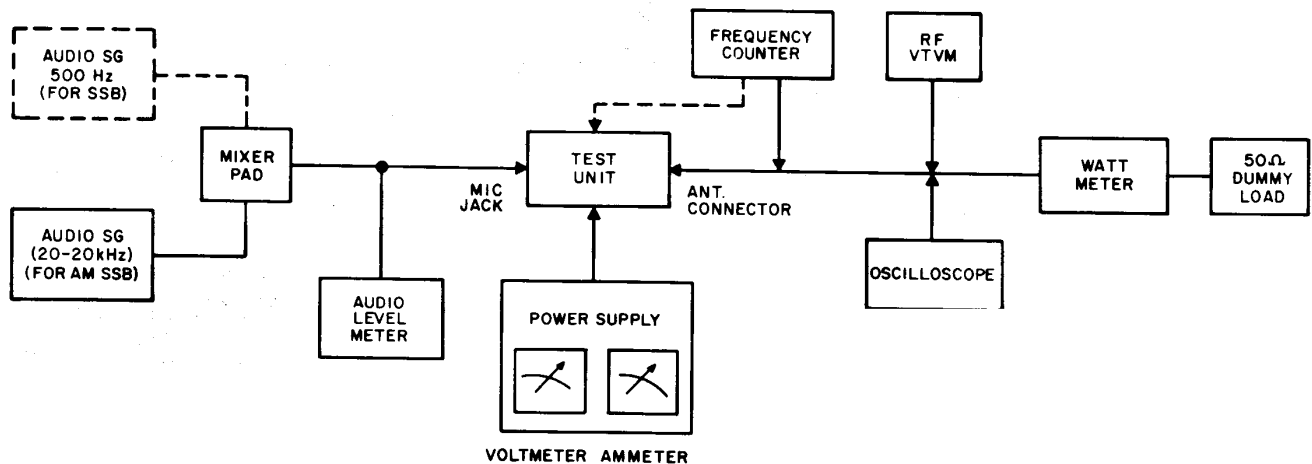 AUDIO SG
500 Hz
(FOR SSB)
MIXER
PAD
AUDIO SG
(20-20kHz)
(FOR AM SSB)
AUDIO
LEVEL
METER
MIC
JACK
TEST
UNIT
FREQUENCY
COUNTER
ANT.
CONNECTOR
POWER SUPPLY
VOLTMETER AMMETER
RF
VTVM
OSCILLOSCOPE
WATT
METER
50Ω
DUMMY
LOAD